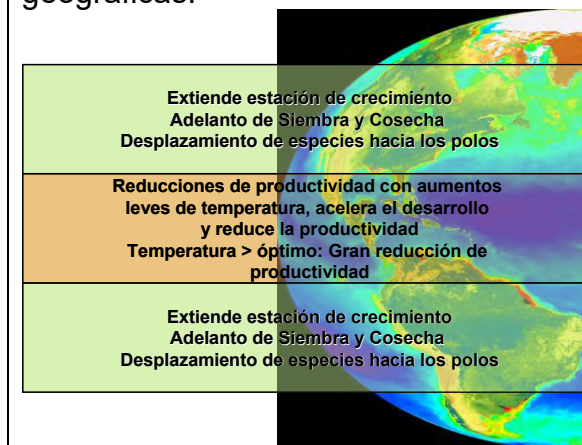 geográficas.
Extiende estación de crecimiento
Adelanto de Siembra y Cosecha
Desplazamiento de especies hacia los polos
Reducciones de productividad con aumentos
leves de temperatura, acelera el desarrollo
y reduce la productividad
Temperatura > óptimo: Gran reducción de
productividad
Extiende estación de crecimiento
Adelanto de Siembra y Cosecha
Desplazamiento de especies hacia los polos